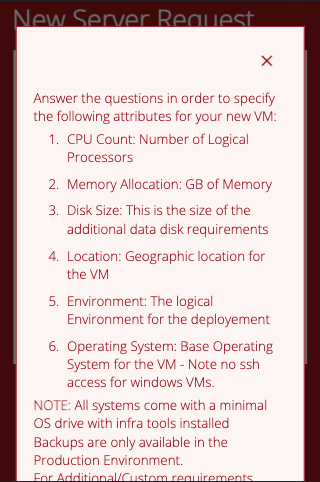 New Server Request
×
Answer the questions in order to specify
the following attributes for your new VM:
1. CPU Count: Number of Logical
Processors
2. Memory Allocation: GB of Memory
3. Disk Size: This is the size of the
additional data disk requirements
4. Location: Geographic location for
the VM
5. Environment: The logical
Environment for the deployement
6. Operating System: Base Operating
System for the VM - Note no ssh
access for windows VMs.
NOTE: All systems come with a minimal
OS drive with infra tools installed
Backups are only available in the
Production Environment.
For Additional/Custom requirements